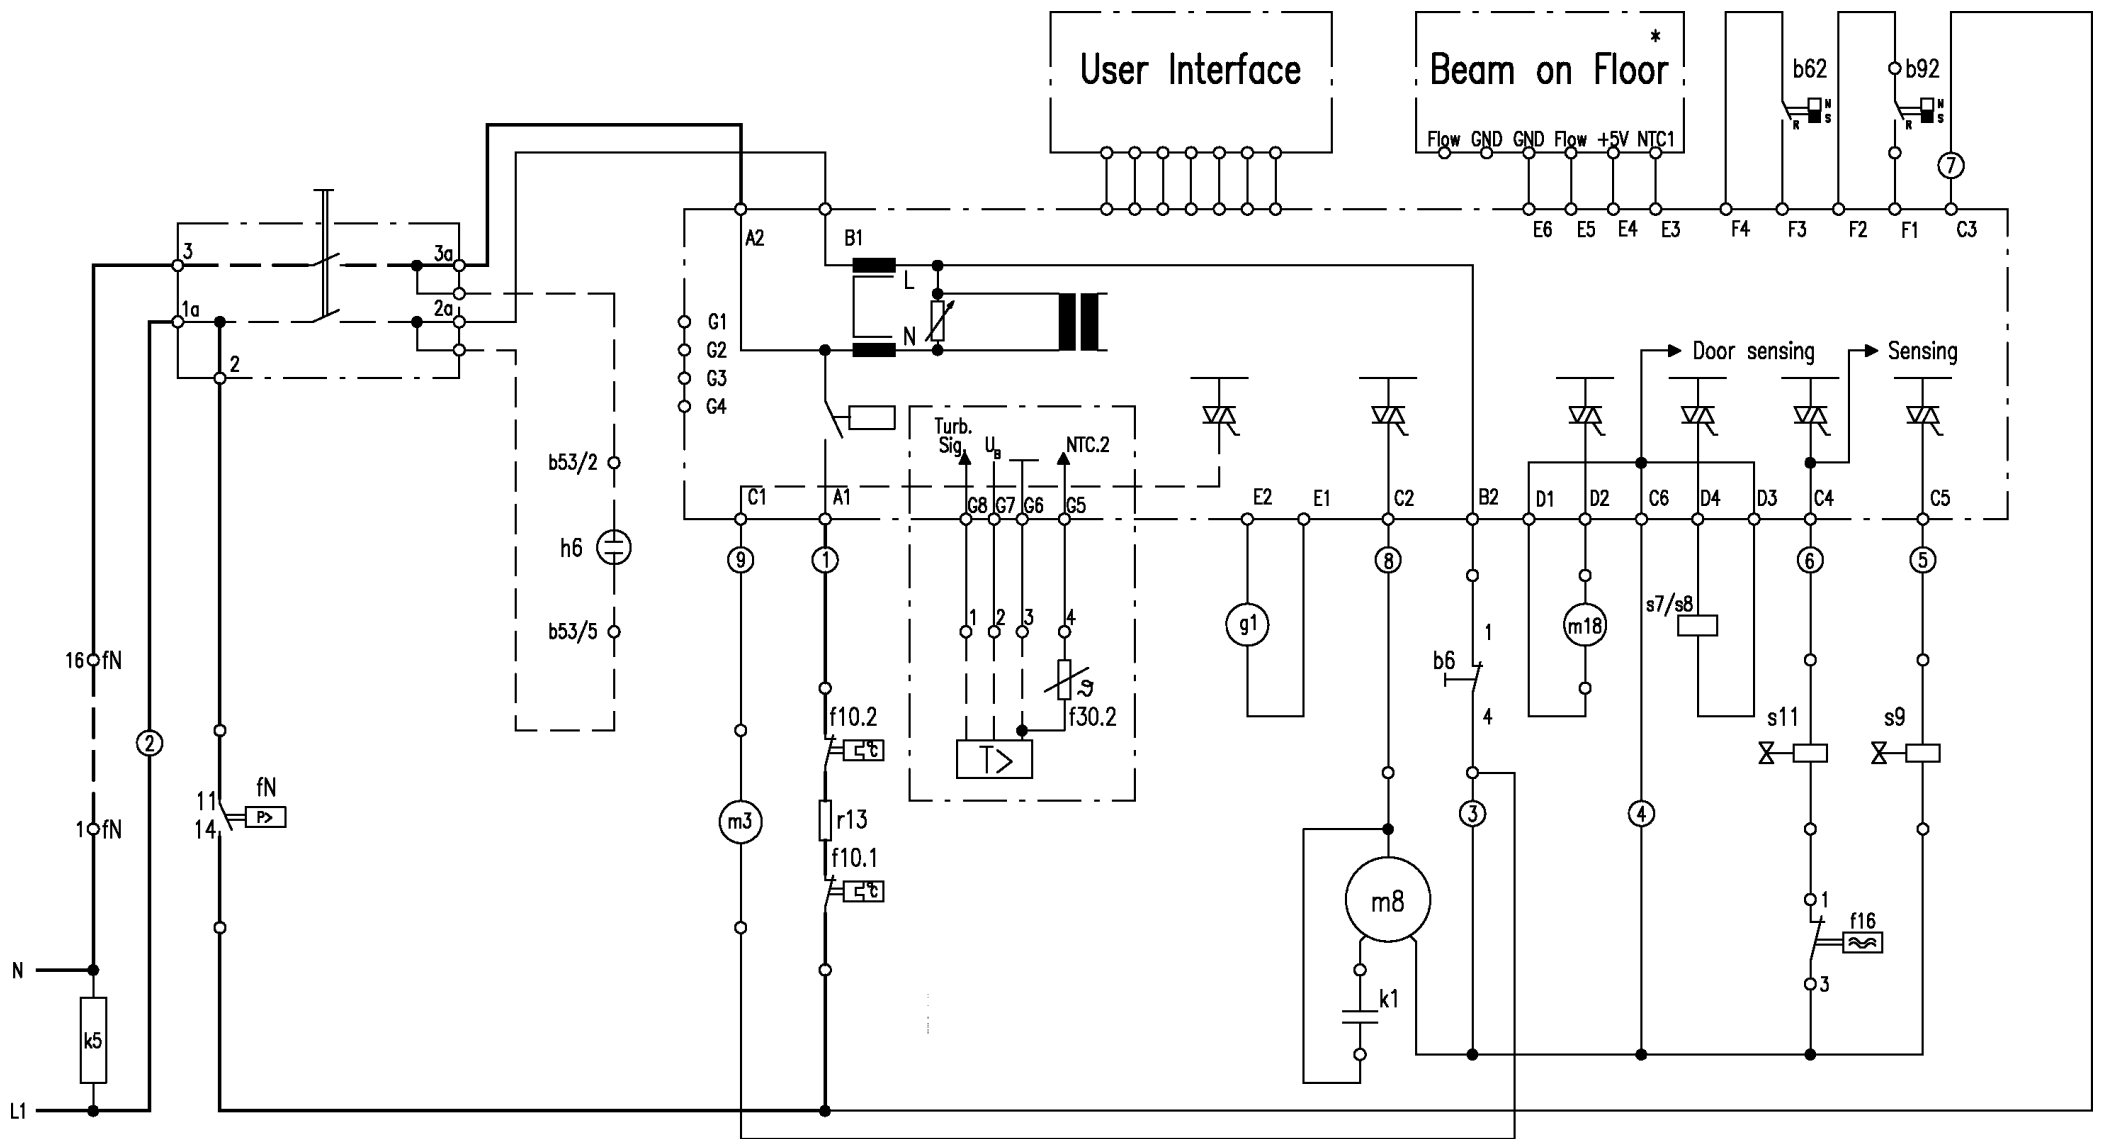 User Interface
*
Beam on Floor
b62
b92
N
S
R
N
S
R
Flow GND GND Flow +5V NTC1
7
A2
B1
E6
E5
E4
E3
F4
F3
F2
F1
C3
3
3a
1a
2a
2
L
N
G1
G2
G3
G4
Door sensing
Sensing
Turb.
Sig.
UB
NTC.2
b53/2
h6
b53/5
C1
A1
G8
G7
G6
G5
E2
E1
C2
B2
D1
D2
C6
D4
D3
C4
C5
9
1
8
6
5
1
2
3
4
g1
m18
s7/s8
1
b6
4
16
fN
f10.2
°C
ϑ
f30.2
T>
s11
s9
2
fN
11
14
P>
1
fN
m3
r13
f10.1
°C
3
4
m8
1
f16
3
k1
N
k5
L1